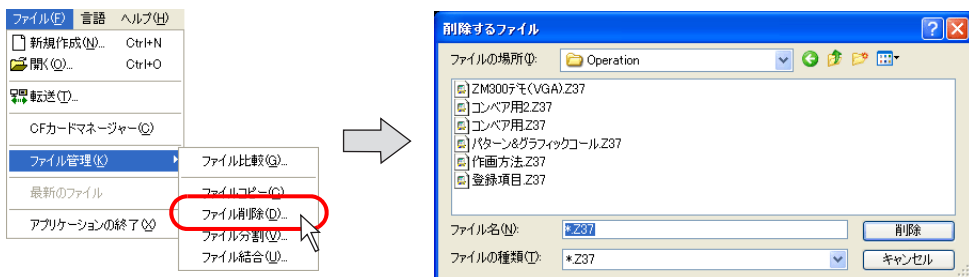 ファイル(F) 言語 ヘルプ(H)
新規作成(N)... Ctrl+N
開く(O)... Ctrl+O
転送(T)...
CFカードマネージャー(C)
ファイル管理(K)
最新のファイル
アプリケーションの終了(X)
ファイル比較(G)...
ファイルコピー(C)...
ファイル削除(D)...
ファイル分割(V)...
ファイル結合(U)...
削除するファイル
ファイルの場所(I): Operation
ZM300デモ(VGA).Z37
コンベア用2.Z37
コンベア用.Z37
パターン&グラフィックコール.Z37
作画方法.Z37
登録項目.Z37
ファイル名(N): *.Z37 削除
ファイルの種類(T): *.Z37 キャンセル